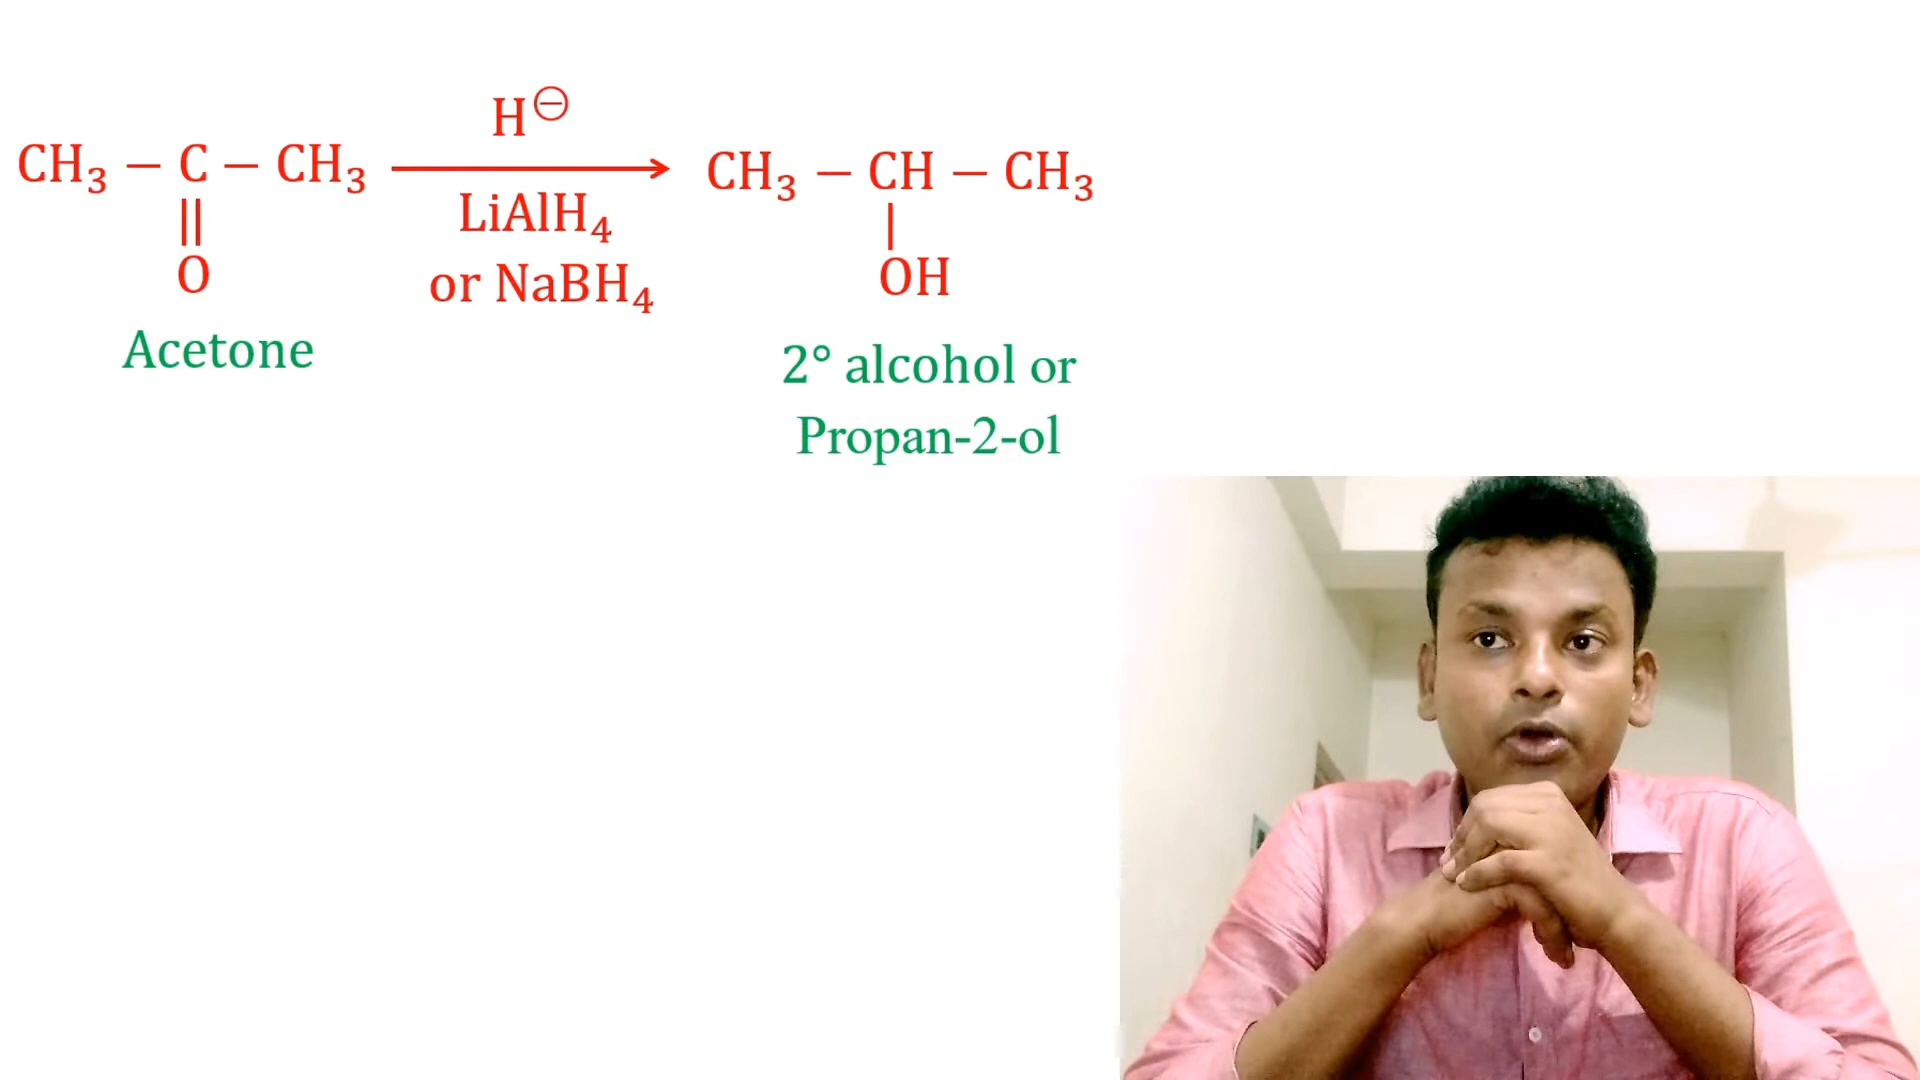 H⊖
CH₃ – C – CH₃ → CH₃ – CH – CH₃
LiAlH₄
|| |
or NaBH₄
O OH
Acetone
2° alcohol or
Propan-2-ol